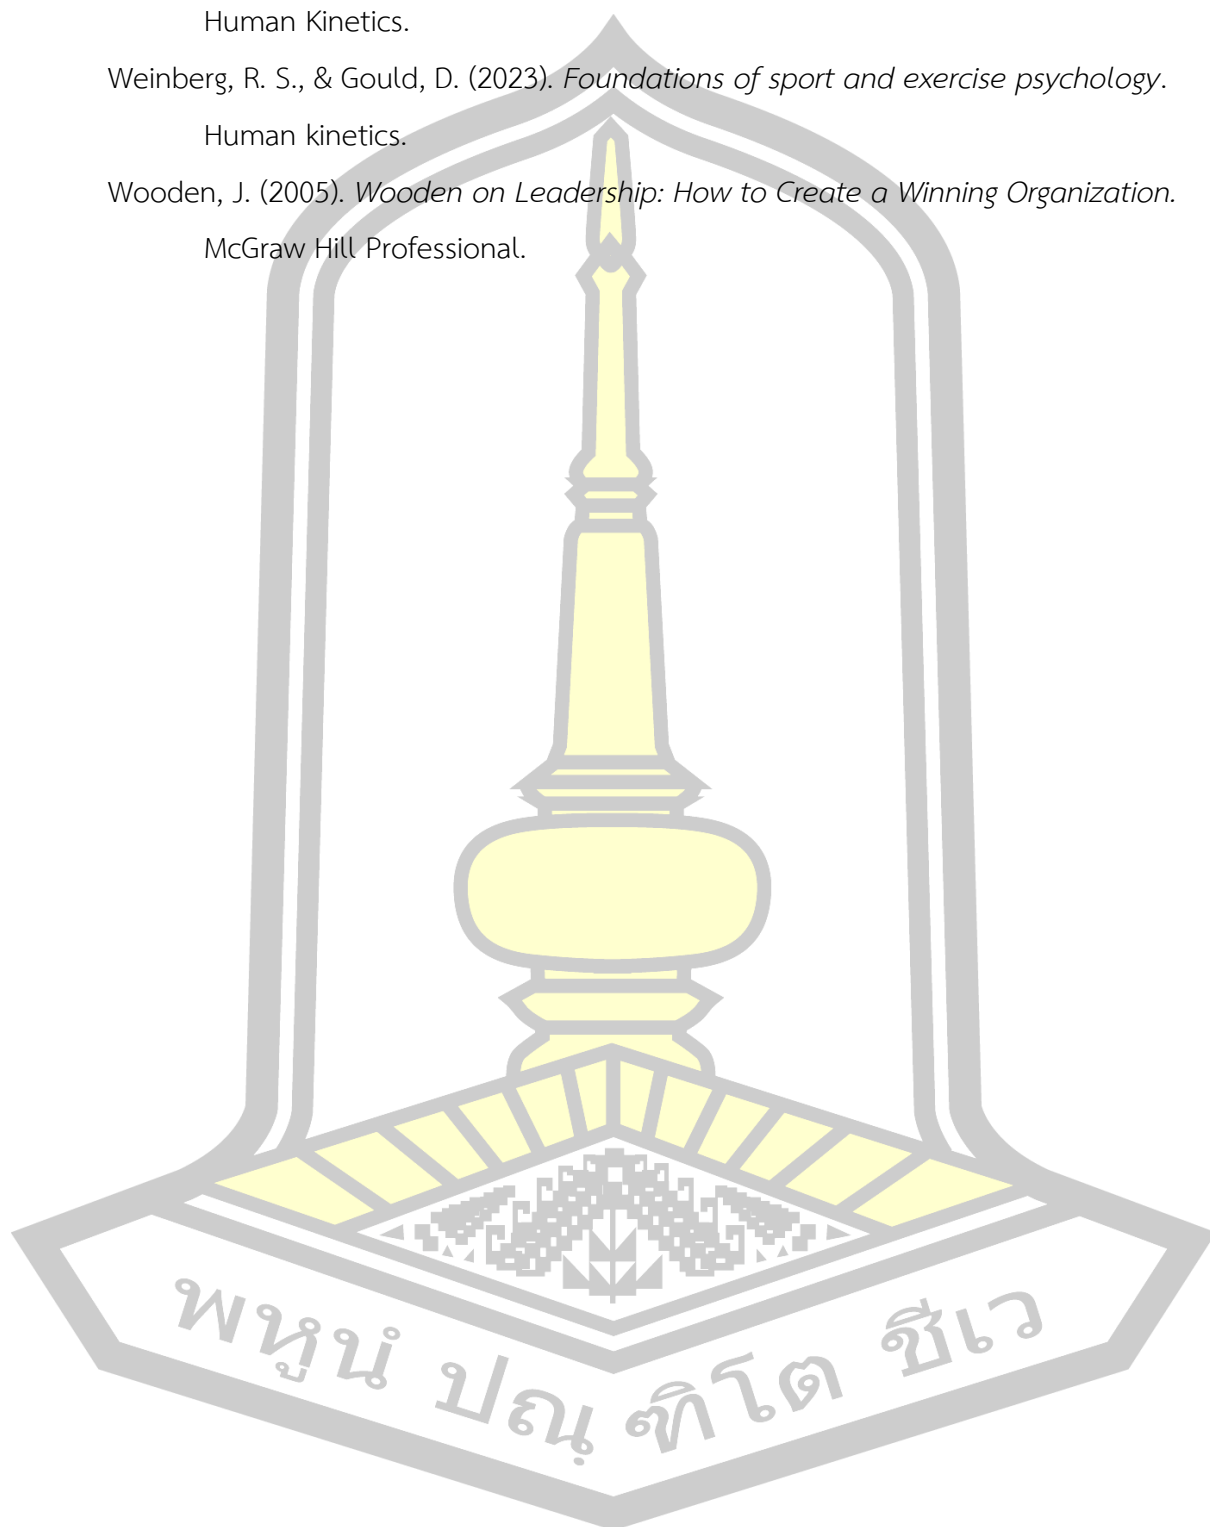 Human Kinetics.
Weinberg, R. S., & Gould, D. (2023). Foundations of sport and exercise psychology.
Human kinetics.
Wooden, J. (2005). Wooden on Leadership: How to Create a Winning Organization.
McGraw Hill Professional.
พหูนํ ปณฺ ฑิโต ชีเว